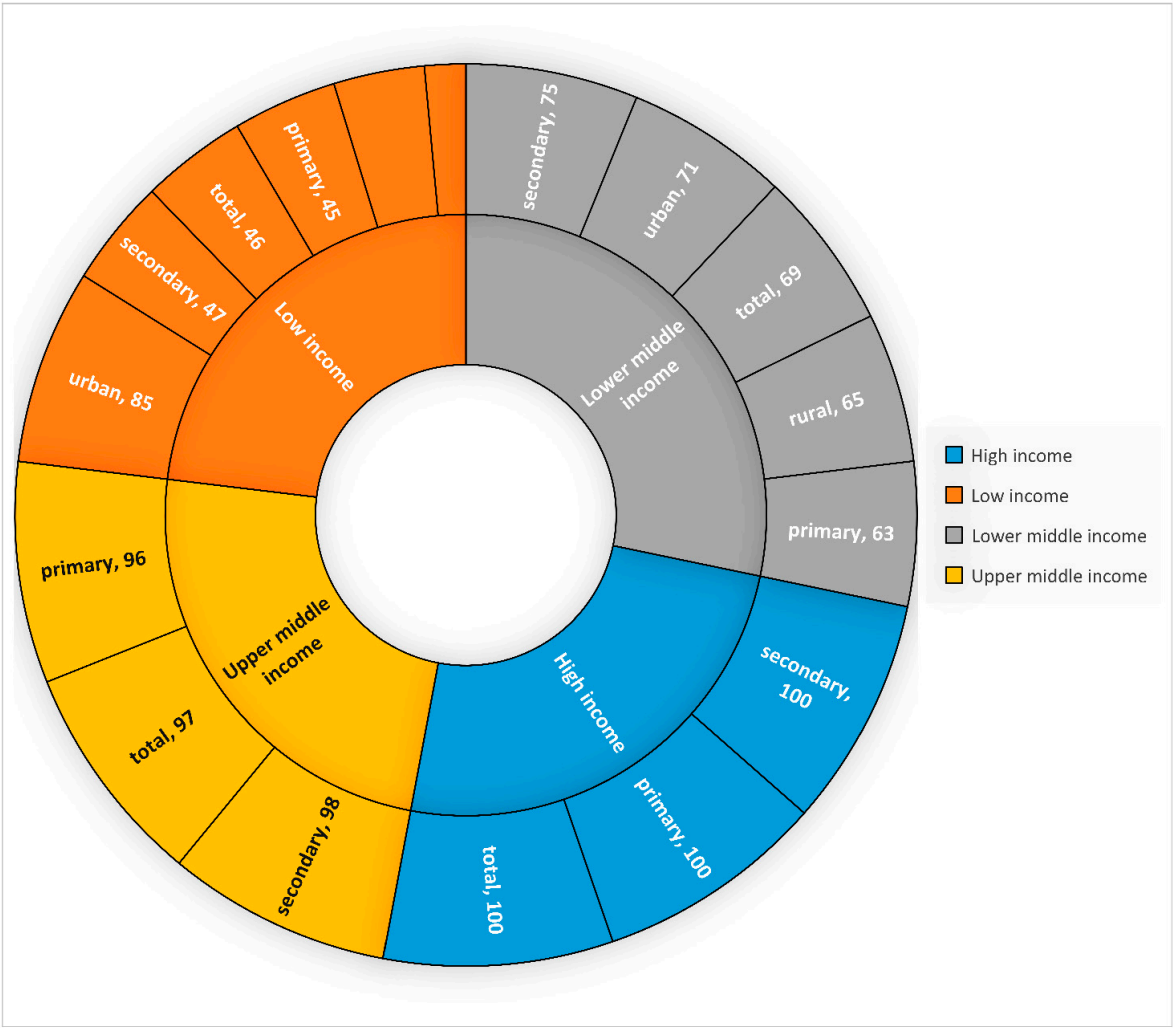 secondary, 75
urban, 71
total, 69
rural, 65
primary, 63
Lower middle
income
secondary,
100
primary, 100
total, 100
High income
secondary, 98
total, 97
primary, 96
Upper middle
income
urban, 85
secondary, 47
total, 46
primary, 45
Low income
High income
Low income
Lower middle income
Upper middle income